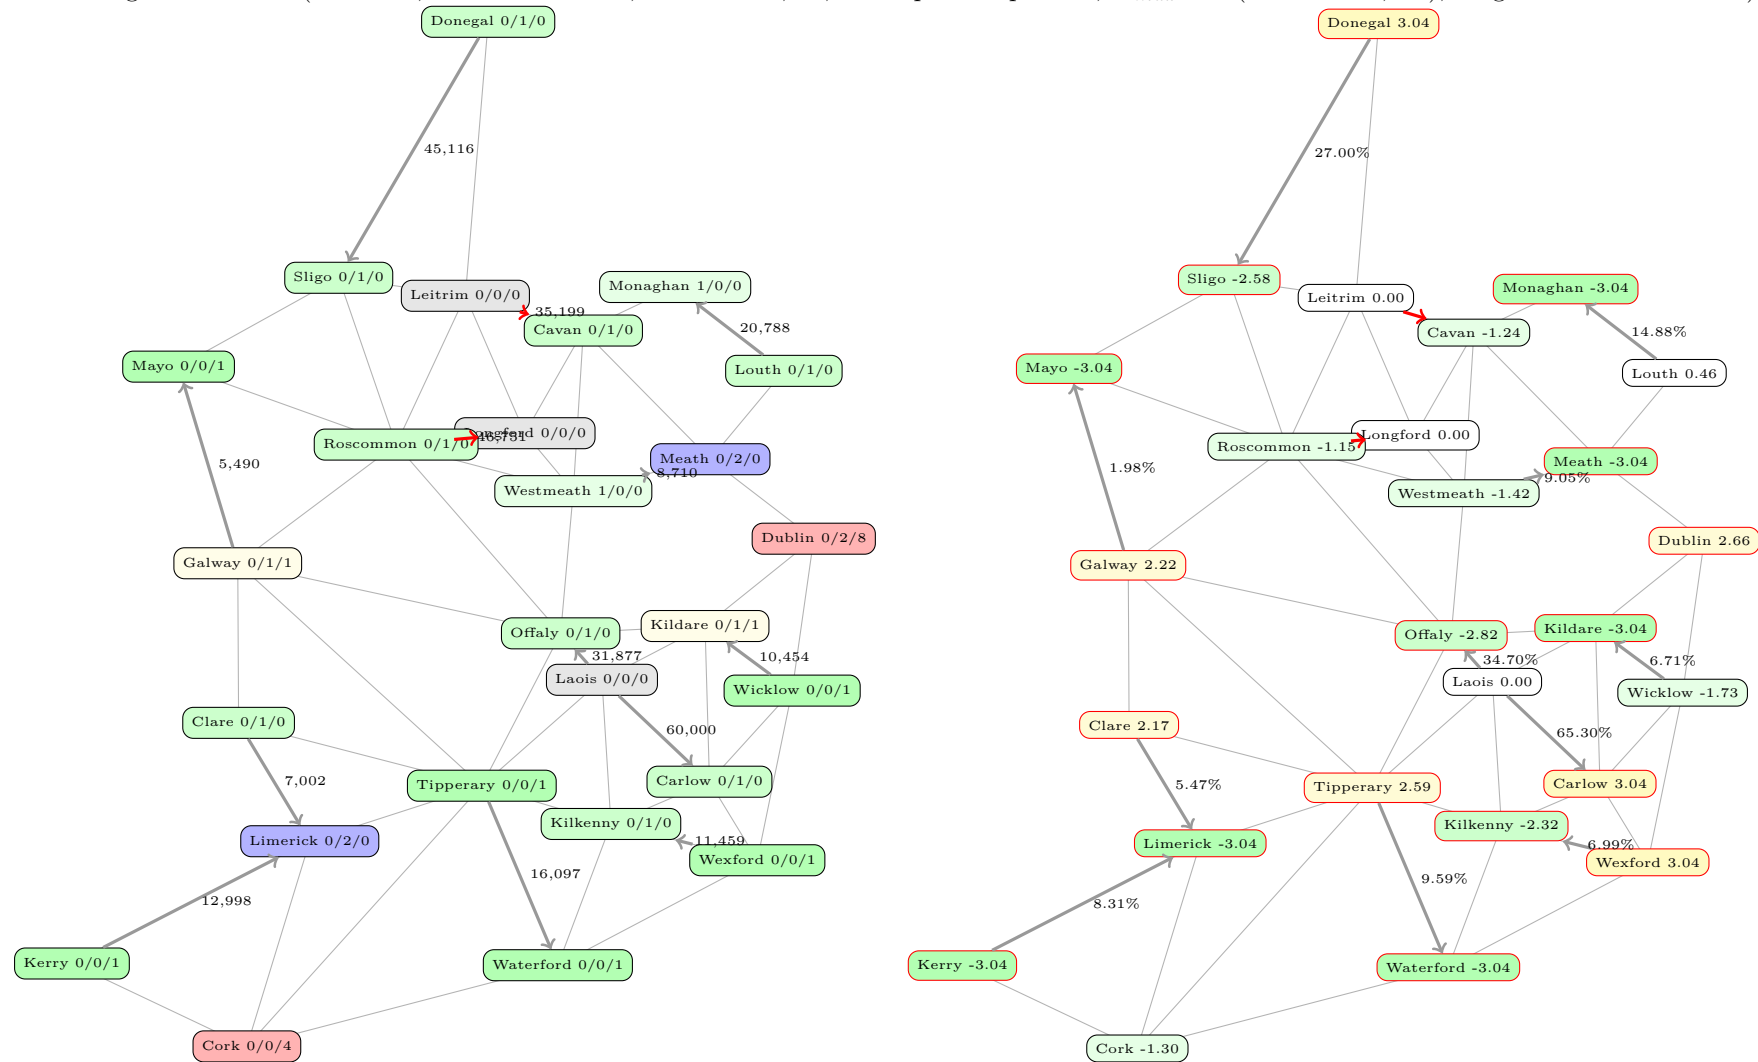 Donegal 0/1/0
45,116
Sligo 0/1/0
Leitrim 0/0/0
35,199
Monaghan 1/0/0
Cavan 0/1/0
20,788
Mayo 0/0/1
Louth 0/1/0
Roscommon 0/1/0
Longford 0/0/0
Meath 0/2/0
5,490
8,710
Westmeath 1/0/0
Dublin 0/2/8
Galway 0/1/1
Offaly 0/1/0
Kildare 0/1/1
31,877
10,454
Laois 0/0/0
Wicklow 0/0/1
Clare 0/1/0
60,000
7,002
Tipperary 0/0/1
Carlow 0/1/0
Kilkenny 0/1/0
Limerick 0/2/0
11,459
Wexford 0/0/1
16,097
12,998
Kerry 0/0/1
Waterford 0/0/1
Cork 0/0/4
Donegal 3.04
27.00%
Sligo -2.58
Leitrim 0.00
Monaghan -3.04
Cavan -1.24
14.88%
Mayo -3.04
Louth 0.46
Roscommon -1.15
Longford 0.00
Meath -3.04
1.98%
9.05%
Westmeath -1.42
Dublin 2.66
Galway 2.22
Offaly -2.82
Kildare -3.04
34.70%
6.71%
Laois 0.00
Wicklow -1.73
Clare 2.17
65.30%
5.47%
Tipperary 2.59
Carlow 3.04
Kilkenny -2.32
Limerick -3.04
6.99%
Wexford 3.04
9.59%
8.31%
Kerry -3.04
Waterford -3.04
Cork -1.30